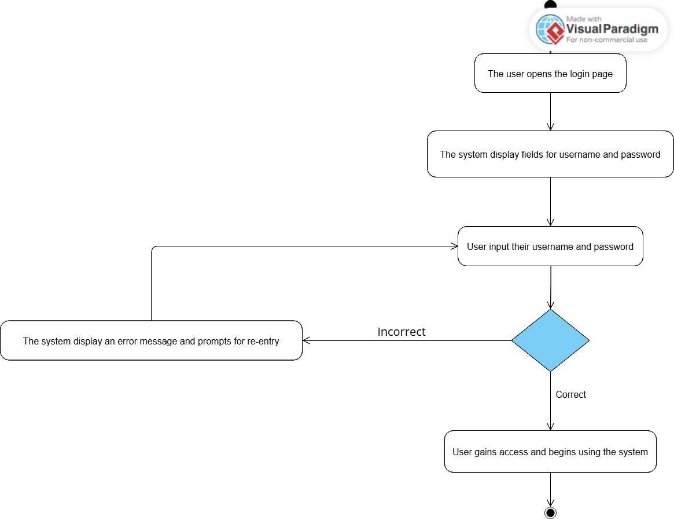 Made with
Visual Paradigm
For non-commercial use
The user opens the login page
The system display fields for username and password
User input their username and password
Incorrect
The system display an error message and prompts for re-entry
Correct
User gains access and begins using the system